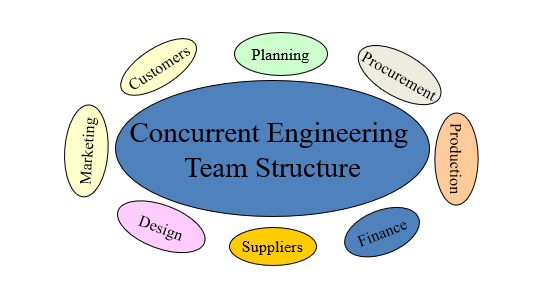 Planning
Customers
Procurement
Concurrent Engineering
Team Structure
Marketing
Production
Design
Finance
Suppliers